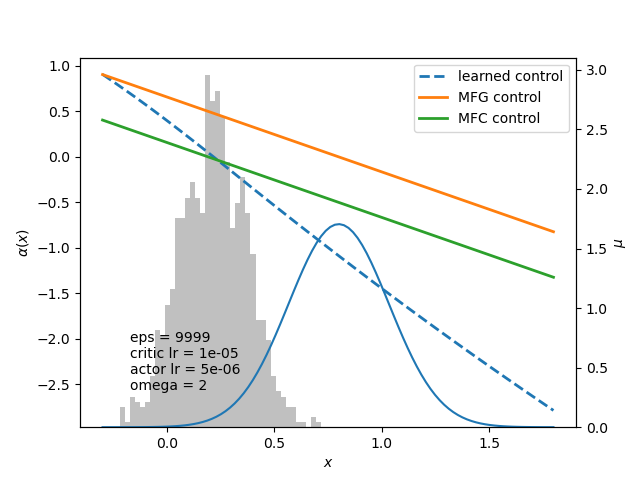 learned control
MFG control
MFC control
eps = 9999
critic lr = 1e-05
actor lr = 5e-06
omega = 2
α(x)
1.0
0.5
0.0
−0.5
−1.0
−1.5
−2.0
−2.5
3.0
2.5
2.0
1.5
1.0
0.5
0.0
μ
0.0 0.5 1.0 1.5
x